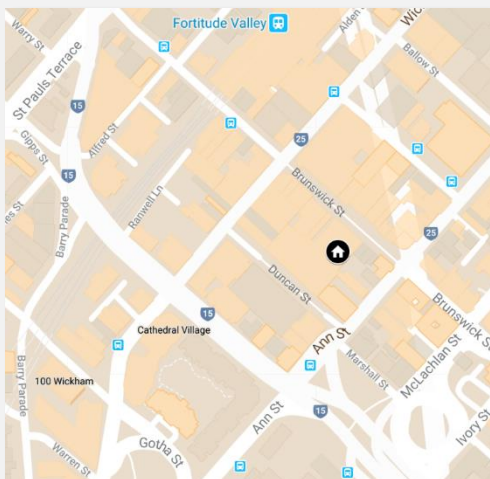 Fortitude Valley
Alden
Wic
Warry St
St Pauls Terrace
Ballow St
15
Alfred St
25
Gipps St
15
Brunswick St
es St
Barry Parade
Ranwell Ln
25
Duncan St
15
Brunswick S
Cathedral Village
Ann St
Marshall St
McLachlan St
Barry Parade
100 Wickham
Ann St
15
Ivory St
Gotha St
Warren St